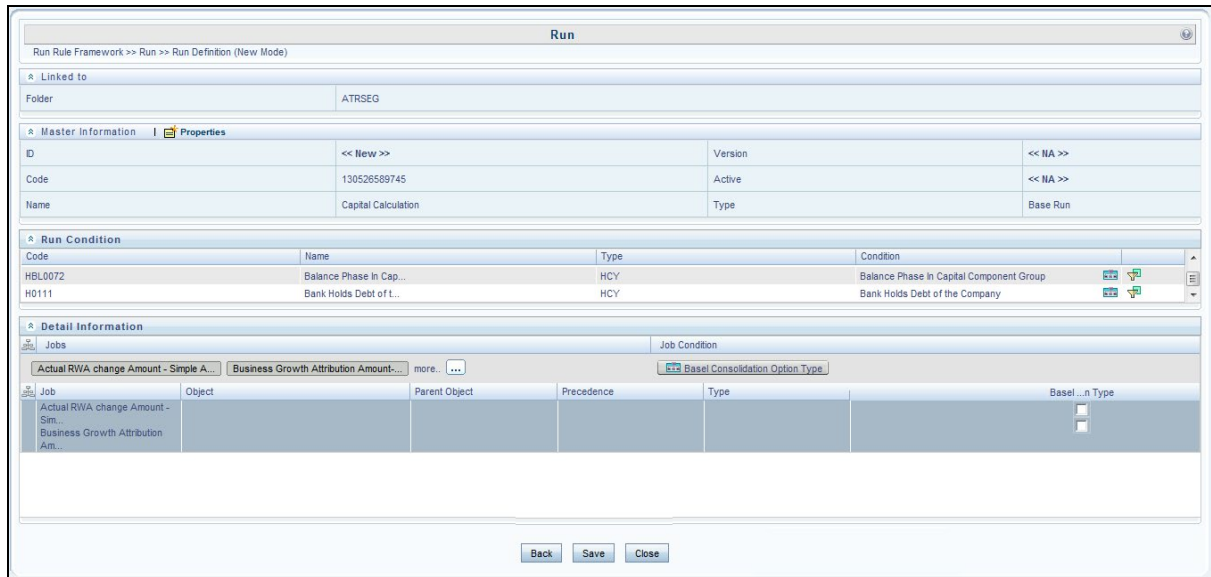 Run
Run Rule Framework >> Run >> Run Definition (New Mode)
Linked to
Folder ATRSEG
Master Information | Properties
ID << New >> Version << NA >>
Code 130526589745 Active << NA >>
Name Capital Calculation Type Base Run
Run Condition
Code Name Type Condition
HBL0072 Balance Phase In Cap... HCY Balance Phase In Capital Component Group
H0111 Bank Holds Debt of t... HCY Bank Holds Debt of the Company
Detail Information
Jobs Job Condition
Actual RWA change Amount - Simple A... Business Growth Attribution Amount-... more.. ... Basel Consolidation Option Type
Job Object Parent Object Precedence Type Basel ...n Type
Actual RWA change Amount -
Sim...
Business Growth Attribution
Am...
Back Save Close